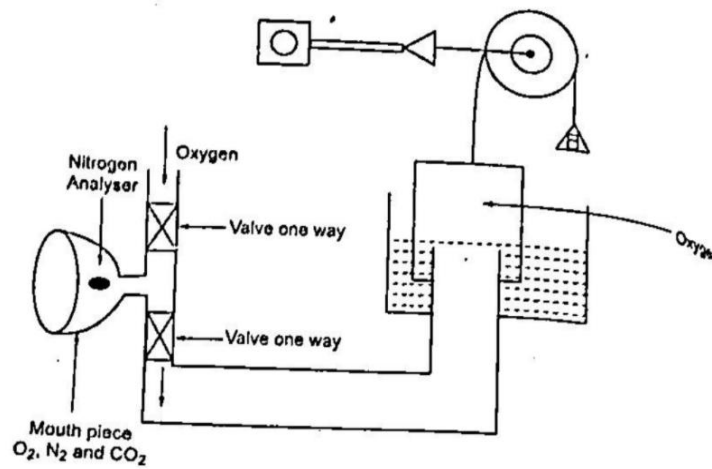 Nitrogen
Analyser
Oxygen
Valve one way
Valve one way
Mouth piece
O₂, N₂ and CO₂